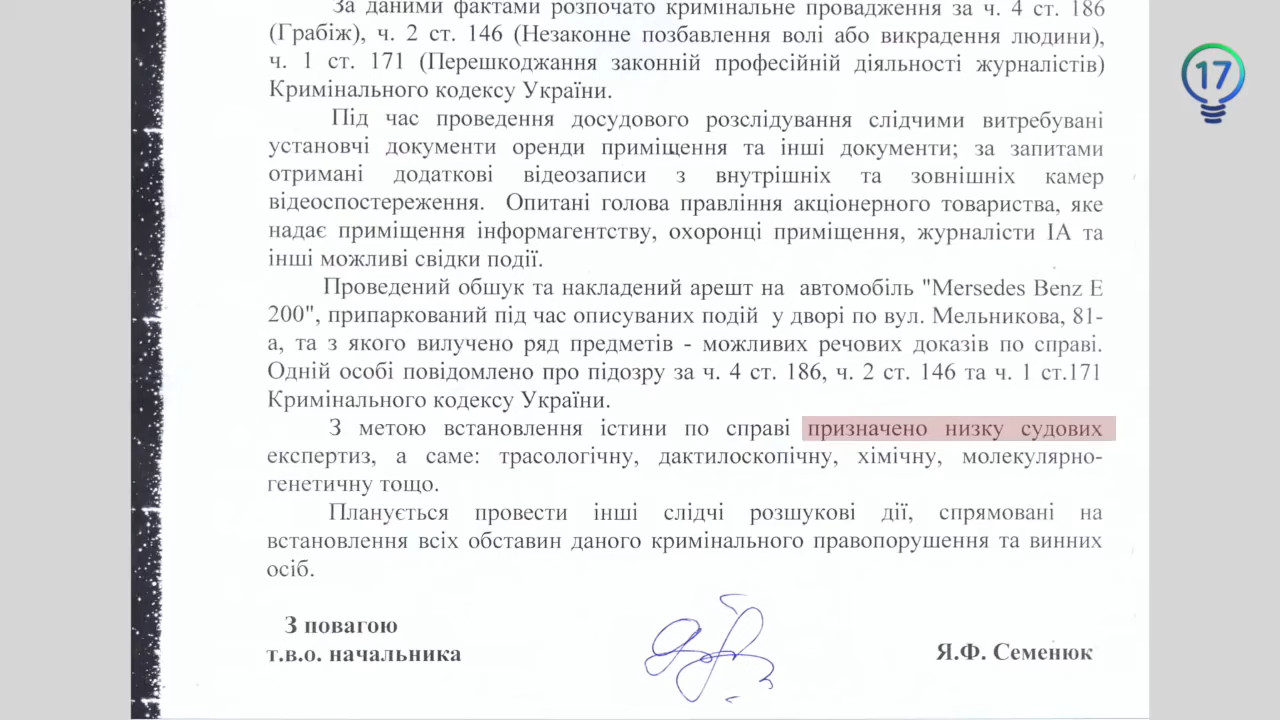 За даними фактами розпочато кримінальне провадження за ч. 4 ст. 186
(Грабіж), ч. 2 ст. 146 (Незаконне позбавлення волі або викрадення людини),
ч. 1 ст. 171 (Перешкоджання законній професійній діяльності журналістів)
Кримінального кодексу України.
Під час проведення досудового розслідування слідчими витребувані
установчі документи оренди приміщення та інші документи; за запитами
отримані додаткові відеозаписи з внутрішніх та зовнішніх камер
відеоспостереження. Опитані голова правління акціонерного товариства, яке
надає приміщення інформагентству, охоронці приміщення, журналісти ІА та
інші можливі свідки події.
Проведений обшук та накладений арешт на автомобіль "Mersedes Benz E
200", припаркований під час описуваних подій у дворі по вул. Мельникова, 81-
а, та з якого вилучено ряд предметів - можливих речових доказів по справі.
Одній особі повідомлено про підозру за ч. 4 ст. 186, ч. 2 ст. 146 та ч. 1 ст.171
Кримінального кодексу України.
З метою встановлення істини по справі призначено низку судових
експертиз, а саме: трасологічну, дактилоскопічну, хімічну, молекулярно-
генетичну тощо.
Планується провести інші слідчі розшукові дії, спрямовані на
встановлення всіх обставин даного кримінального правопорушення та винних
осіб.
З повагою
т.в.о. начальника
Я.Ф. Семенюк
17